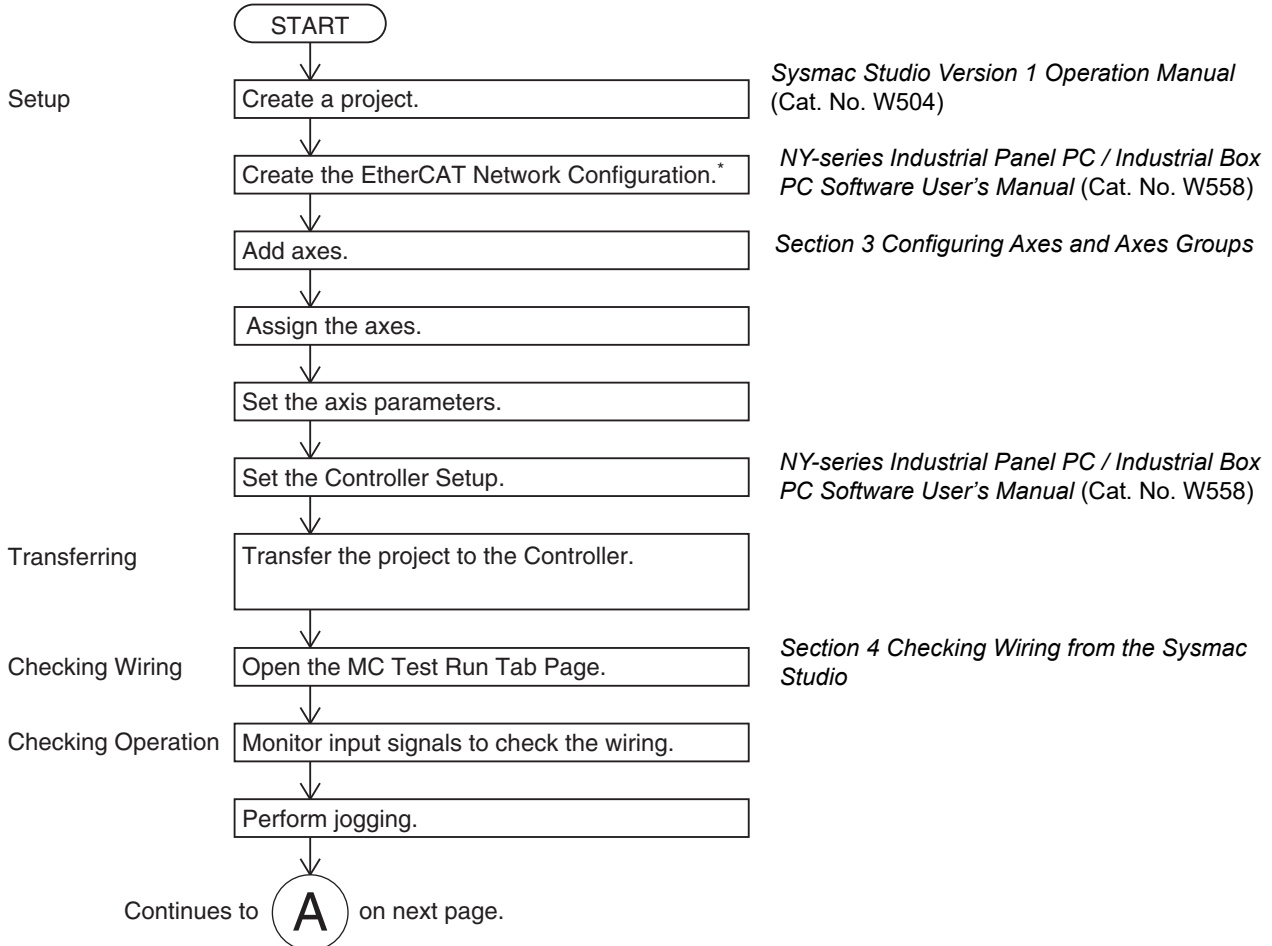 START
Setup
Create a project.
Sysmac Studio Version 1 Operation Manual
(Cat. No. W504)
Create the EtherCAT Network Configuration.*
NY-series Industrial Panel PC / Industrial Box
PC Software User's Manual (Cat. No. W558)
Add axes.
Section 3 Configuring Axes and Axes Groups
Assign the axes.
Set the axis parameters.
Set the Controller Setup.
NY-series Industrial Panel PC / Industrial Box
PC Software User's Manual (Cat. No. W558)
Transferring
Transfer the project to the Controller.
Checking Wiring
Open the MC Test Run Tab Page.
Section 4 Checking Wiring from the Sysmac
Studio
Checking Operation
Monitor input signals to check the wiring.
Perform jogging.
Continues to A on next page.